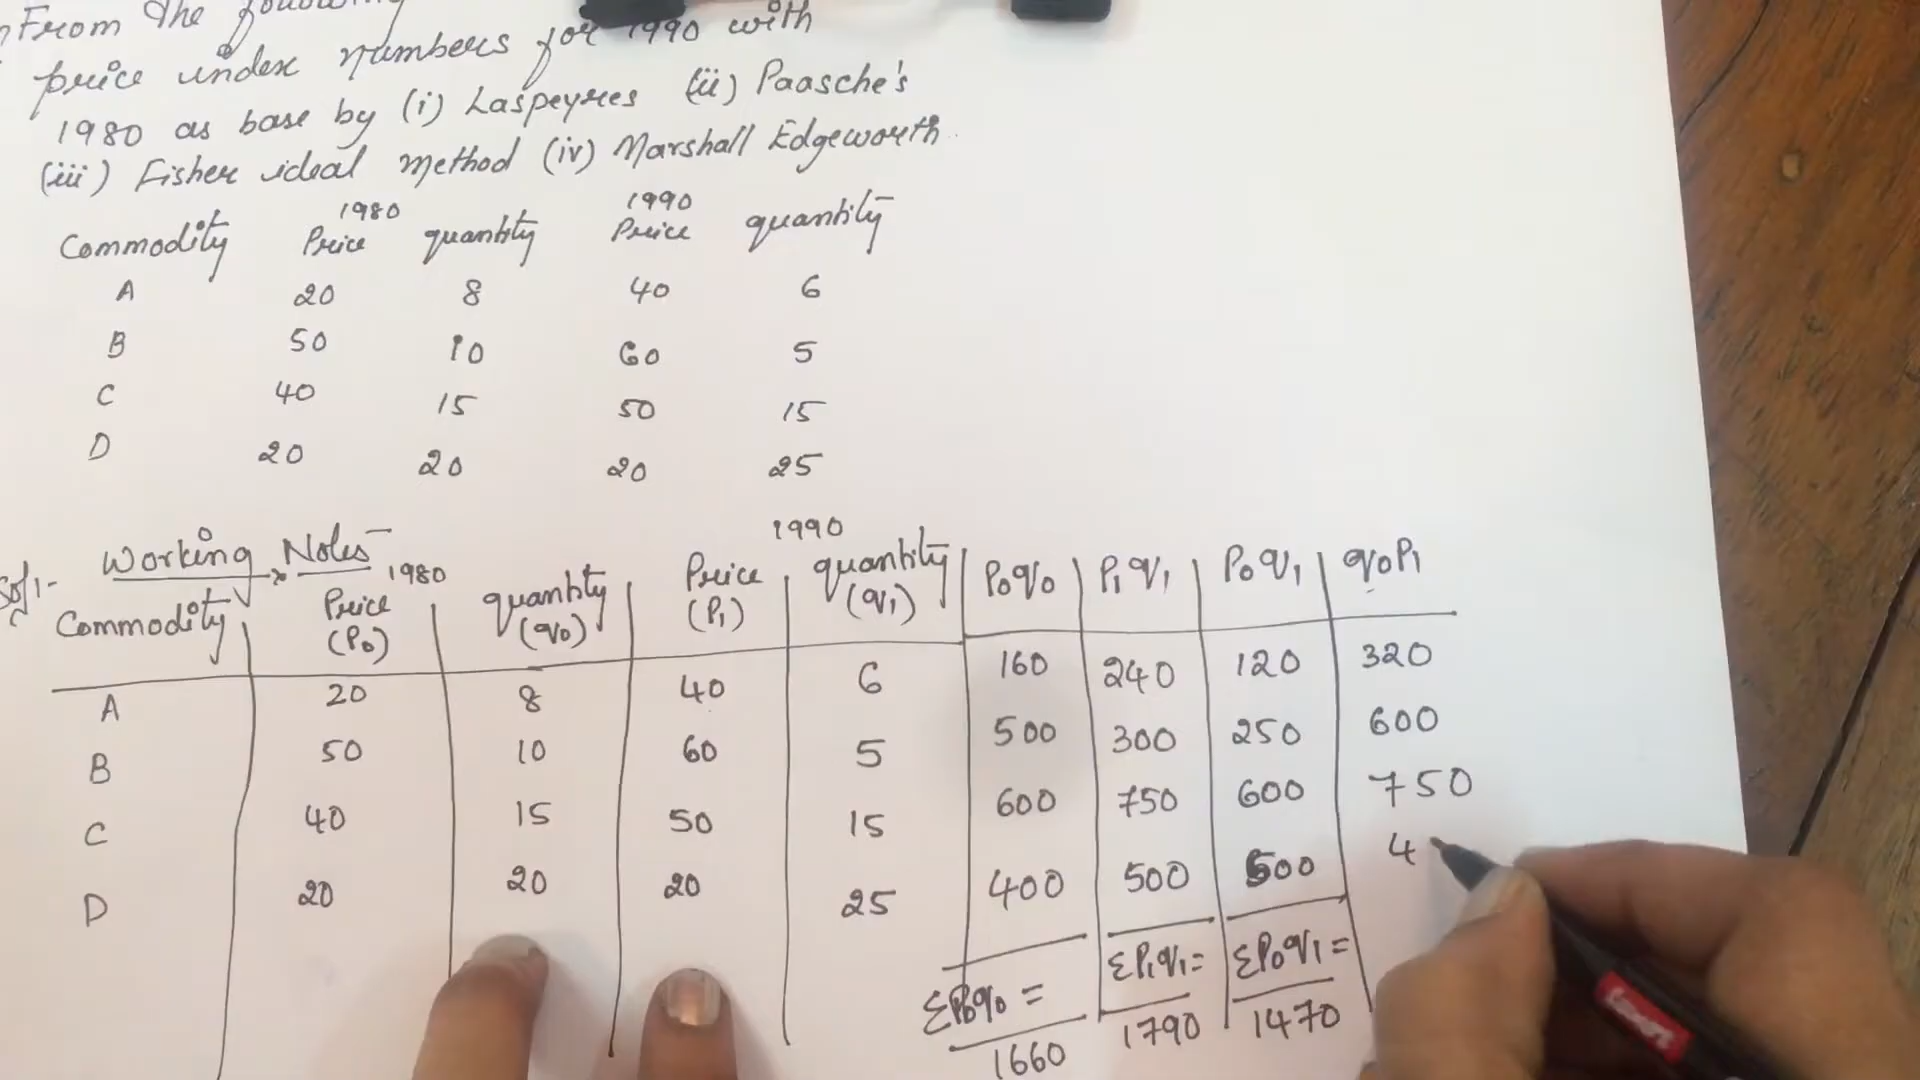 From the following
price index numbers for 1990 with
1980 as base by (i) Laspeyres (ii) Paasche's
(iii) Fisher ideal method (iv) Marshall Edgeworth
1980 1990
Commodity Price quantity Price quantity
A 20 8 40 6
B 50 10 60 5
C 40 15 50 15
D 20 20 20 25
Sol:- Working Notes
1980 1990
Commodity Price (P0) quantity (q0) Price (P1) quantity (q1) P0q0 P1q1 P0q1 q0P1
A 20 8 40 6 160 240 120 320
B 50 10 60 5 500 300 250 600
C 40 15 50 15 600 750 600 750
D 20 20 20 25 400 500 500 4
ΣP0q0 = ΣP1q1 = ΣP0q1 =
1660 1790 1470